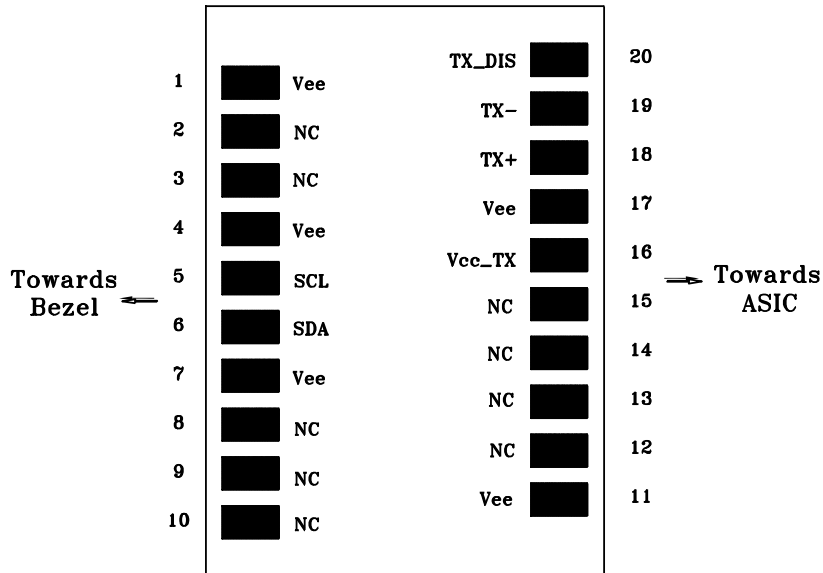 1 Vee
2 NC
3 NC
4 Vee
5 SCL
6 SDA
7 Vee
8 NC
9 NC
10 NC
Towards
Bezel
TX_DIS 20
TX- 19
TX+ 18
Vee 17
Vcc_TX 16
NC 15
NC 14
NC 13
NC 12
Vee 11
Towards
ASIC